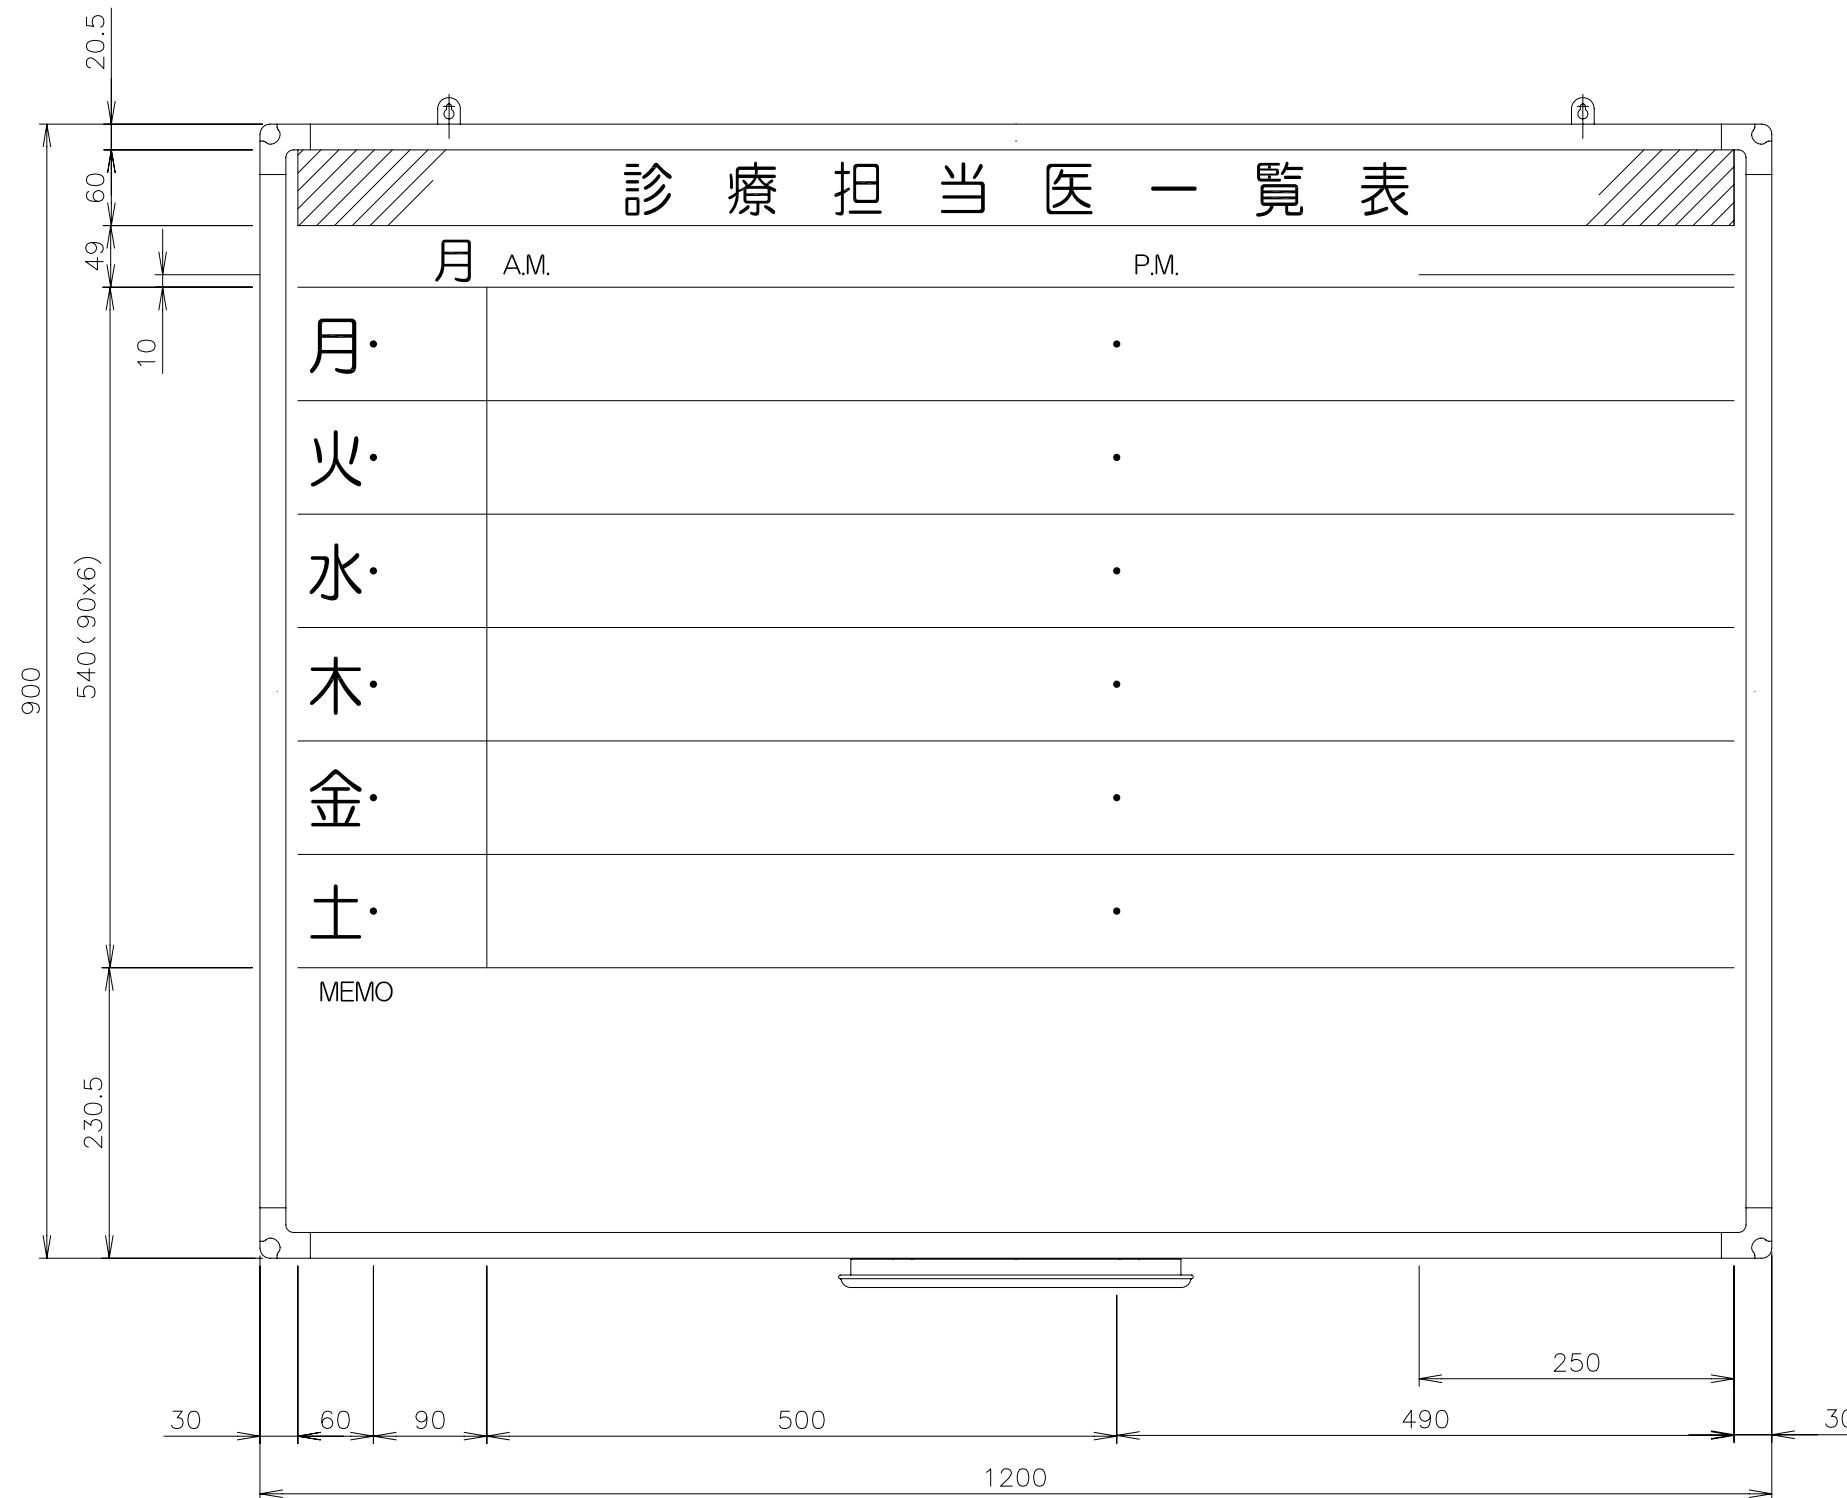 20.5
診療担当医一覧表
60
49
月 A.M. P.M.
10
月・ ・
火・ ・
水・ ・
540(90x6)
木・ ・
900
金・ ・
土・ ・
MEMO
230.5
250
30 60 90 500 490 30
1200